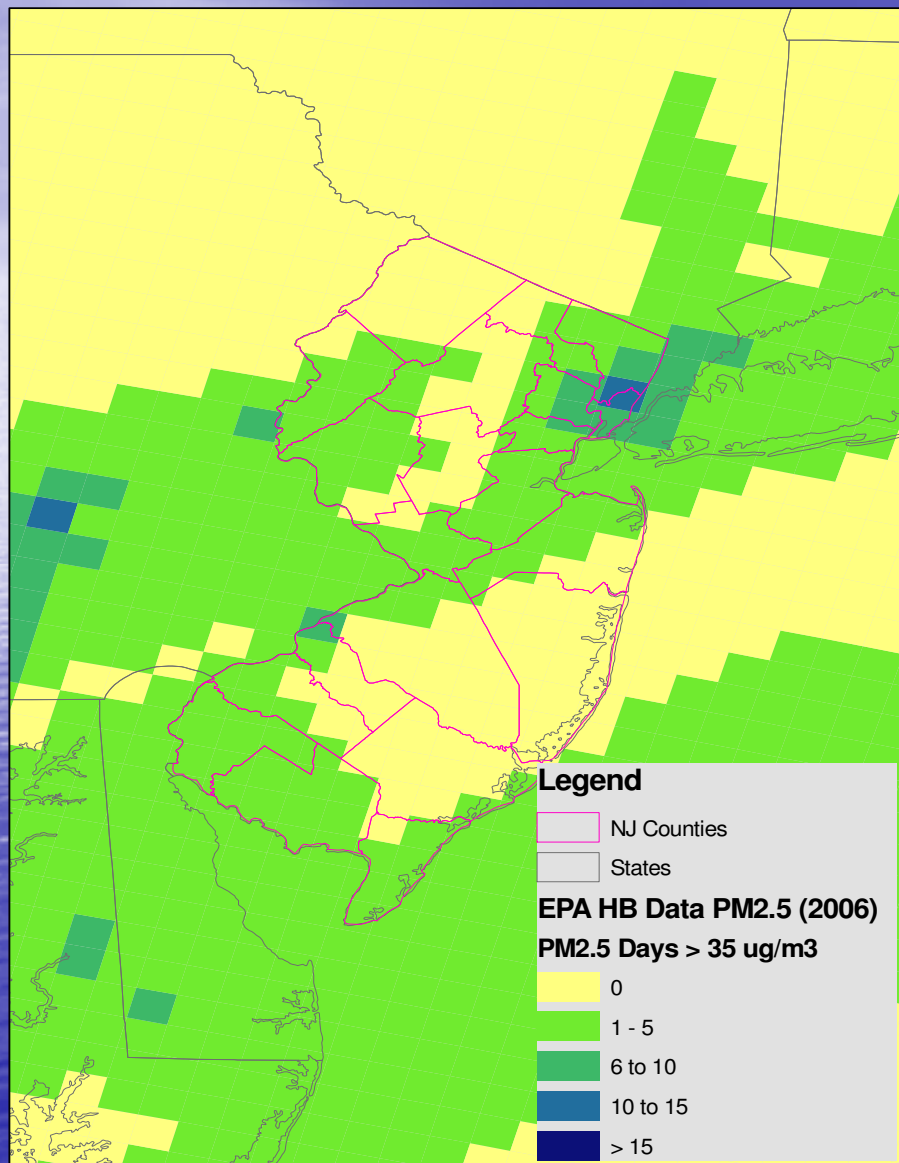 Legend
NJ Counties
States
EPA HB Data PM2.5 (2006)
PM2.5 Days > 35 ug/m3
0
1 - 5
6 to 10
10 to 15
> 15